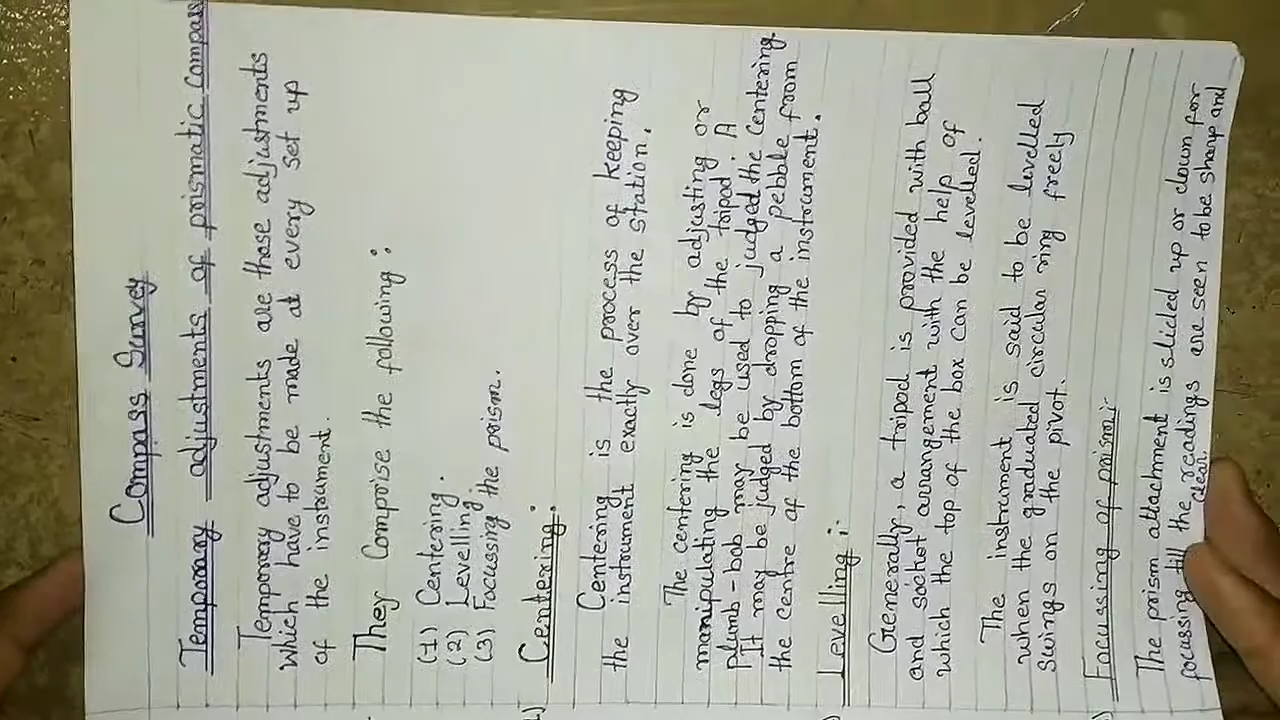 Compass Survey
Temporary adjustments of prismatic Compass
Temporary adjustments are those adjustments
which have to be made at every set up
of the instrument.
They Comprise the following:
(1) Centering.
(2) Levelling.
(3) Focussing the prism.
Centering:
Centering is the process of keeping
the instrument exactly over the station.
The centering is done by adjusting or
manipulating the legs of the tripod. A
Plumb-bob may be used to judged the Centering.
It may be judged by dropping a pebble from
the centre of the bottom of the instrument.
Levelling:
Generally, a tripod is provided with ball
and socket arrangement with the help of
which the top of the box can be levelled.
The instrument is said to be levelled
when the graduated circular ring freely
Swings on the pivot.
Focussing of prism:
The prism attachment is slided up or down for
focussing till the readings are seen to be sharp and
clear.